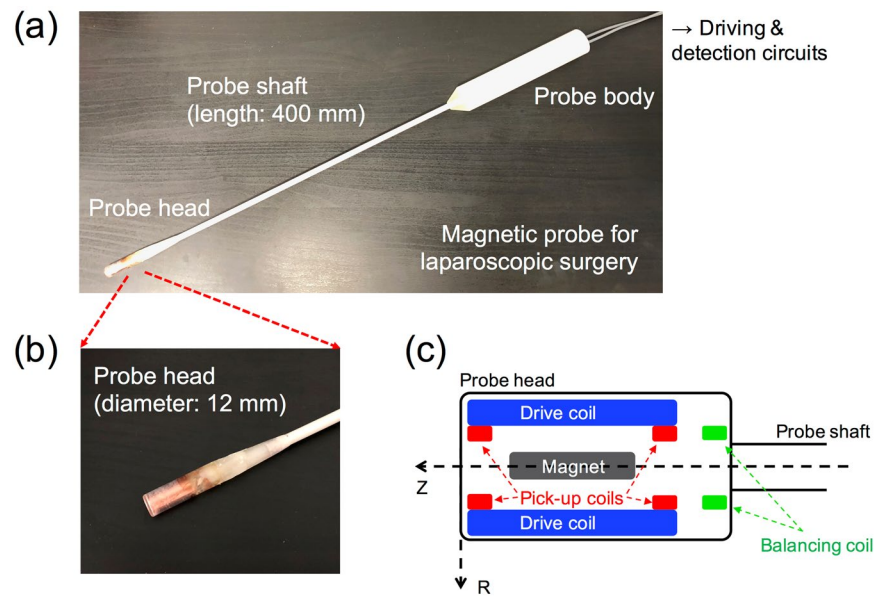 (a)
→ Driving &
detection circuits
Probe shaft
(length: 400 mm)
Probe body
Probe head
Magnetic probe for
laparoscopic surgery
(b)
Probe head
(diameter: 12 mm)
(c)
Probe head
Drive coil
Probe shaft
Magnet
Z
Pick-up coils
Drive coil
Balancing coil
R